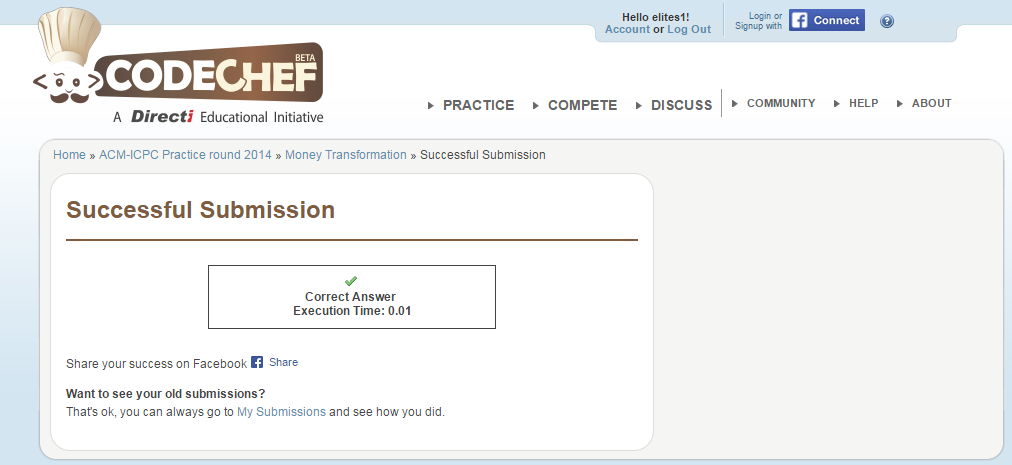 Hello elites1!
Account or Log Out
Login or
Signup with
Connect
?
CODECHEF
BETA
A Directi Educational Initiative
PRACTICE COMPETE DISCUSS COMMUNITY HELP ABOUT
Home » ACM-ICPC Practice round 2014 » Money Transformation » Successful Submission
Successful Submission
Correct Answer
Execution Time: 0.01
Share your success on Facebook Share
Want to see your old submissions?
That's ok, you can always go to My Submissions and see how you did.